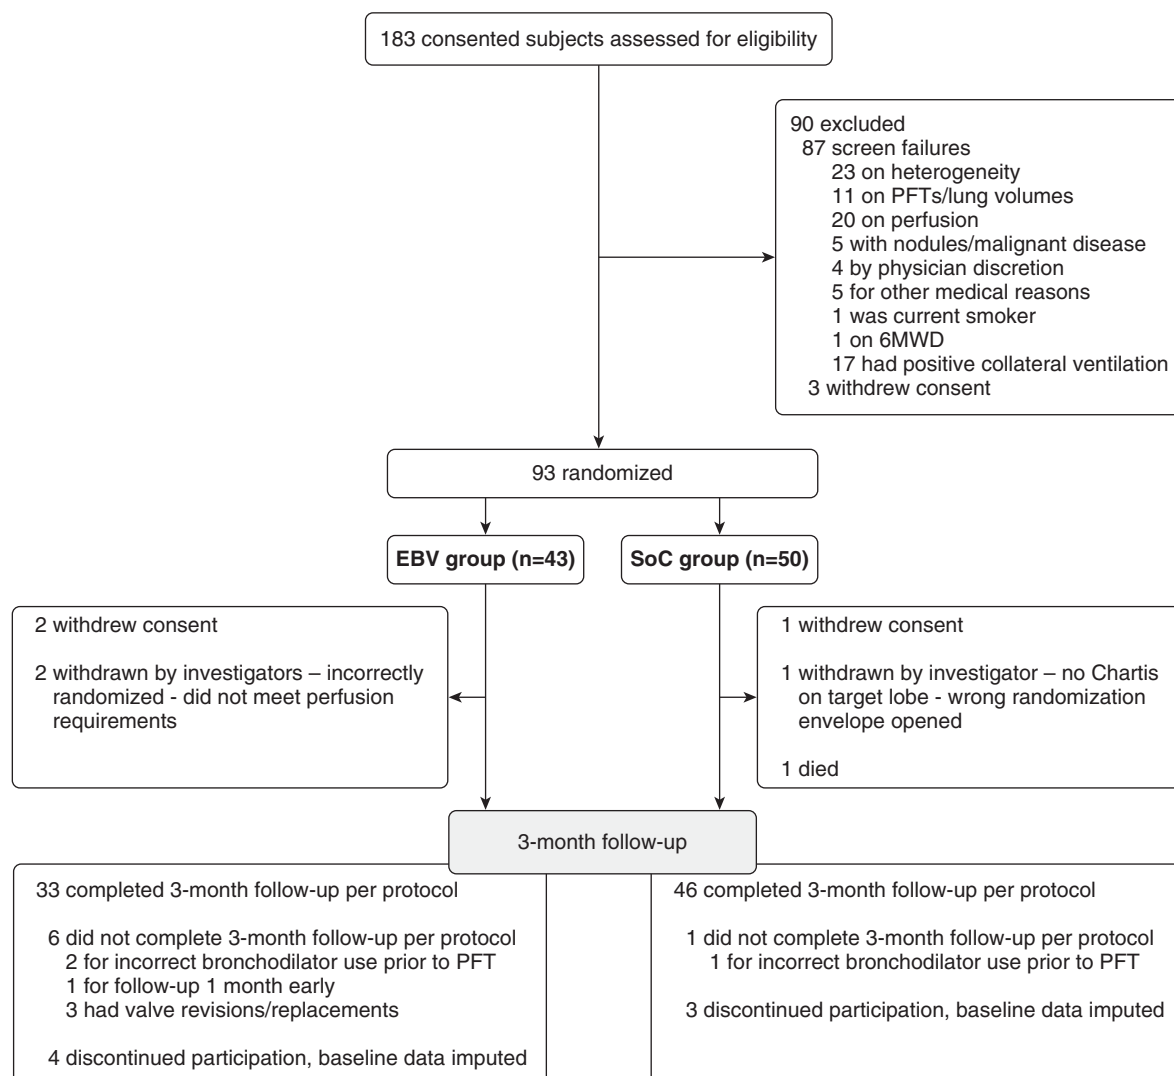 183 consented subjects assessed for eligibility
90 excluded
87 screen failures
23 on heterogeneity
11 on PFTs/lung volumes
20 on perfusion
5 with nodules/malignant disease
4 by physician discretion
5 for other medical reasons
1 was current smoker
1 on 6MWD
17 had positive collateral ventilation
3 withdrew consent
93 randomized
EBV group (n=43)
SoC group (n=50)
2 withdrew consent
2 withdrawn by investigators – incorrectly
randomized - did not meet perfusion
requirements
1 withdrew consent
1 withdrawn by investigator – no Chartis
on target lobe - wrong randomization
envelope opened
1 died
3-month follow-up
33 completed 3-month follow-up per protocol
6 did not complete 3-month follow-up per protocol
2 for incorrect bronchodilator use prior to PFT
1 for follow-up 1 month early
3 had valve revisions/replacements
4 discontinued participation, baseline data imputed
46 completed 3-month follow-up per protocol
1 did not complete 3-month follow-up per protocol
1 for incorrect bronchodilator use prior to PFT
3 discontinued participation, baseline data imputed